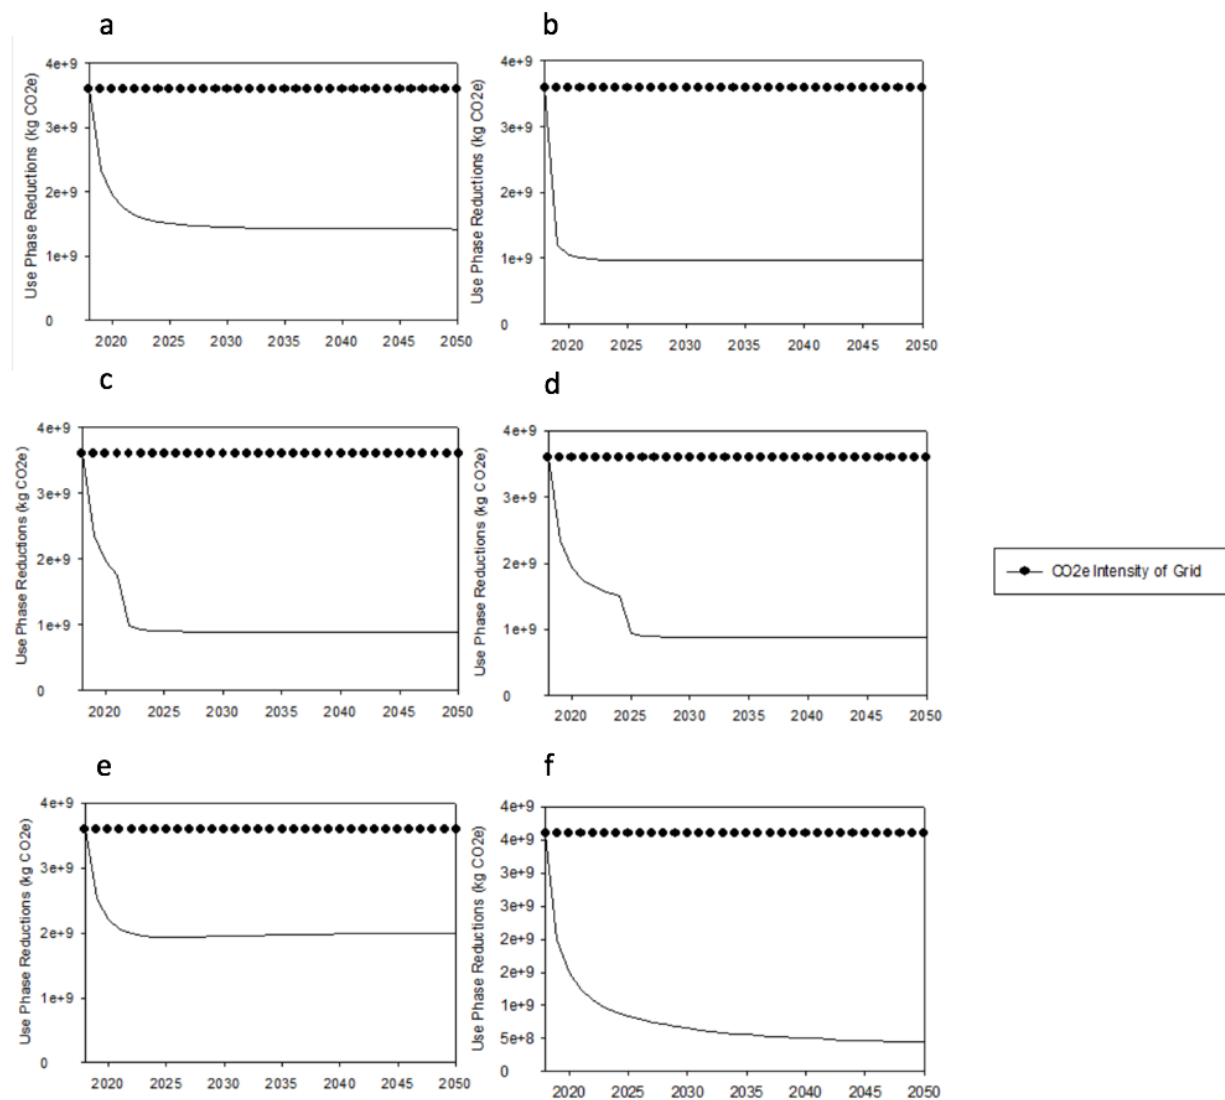 a
Use Phase Reductions (kg CO2e)
4e+9
3e+9
2e+9
1e+9
0
2020 2025 2030 2035 2040 2045 2050
b
Use Phase Reductions (kg CO2e)
4e+9
3e+9
2e+9
1e+9
0
2020 2025 2030 2035 2040 2045 2050
c
Use Phase Reductions (kg CO2e)
4e+9
3e+9
2e+9
1e+9
0
2020 2025 2030 2035 2040 2045 2050
d
Use Phase Reductions (kg CO2e)
4e+9
3e+9
2e+9
1e+9
0
2020 2025 2030 2035 2040 2045 2050
CO2e Intensity of Grid
e
Use Phase Reductions (kg CO2e)
4e+9
3e+9
2e+9
1e+9
0
2020 2025 2030 2035 2040 2045 2050
f
Use Phase Reductions (kg CO2e)
4e+9
4e+9
3e+9
3e+9
2e+9
2e+9
1e+9
5e+8
0
2020 2025 2030 2035 2040 2045 2050